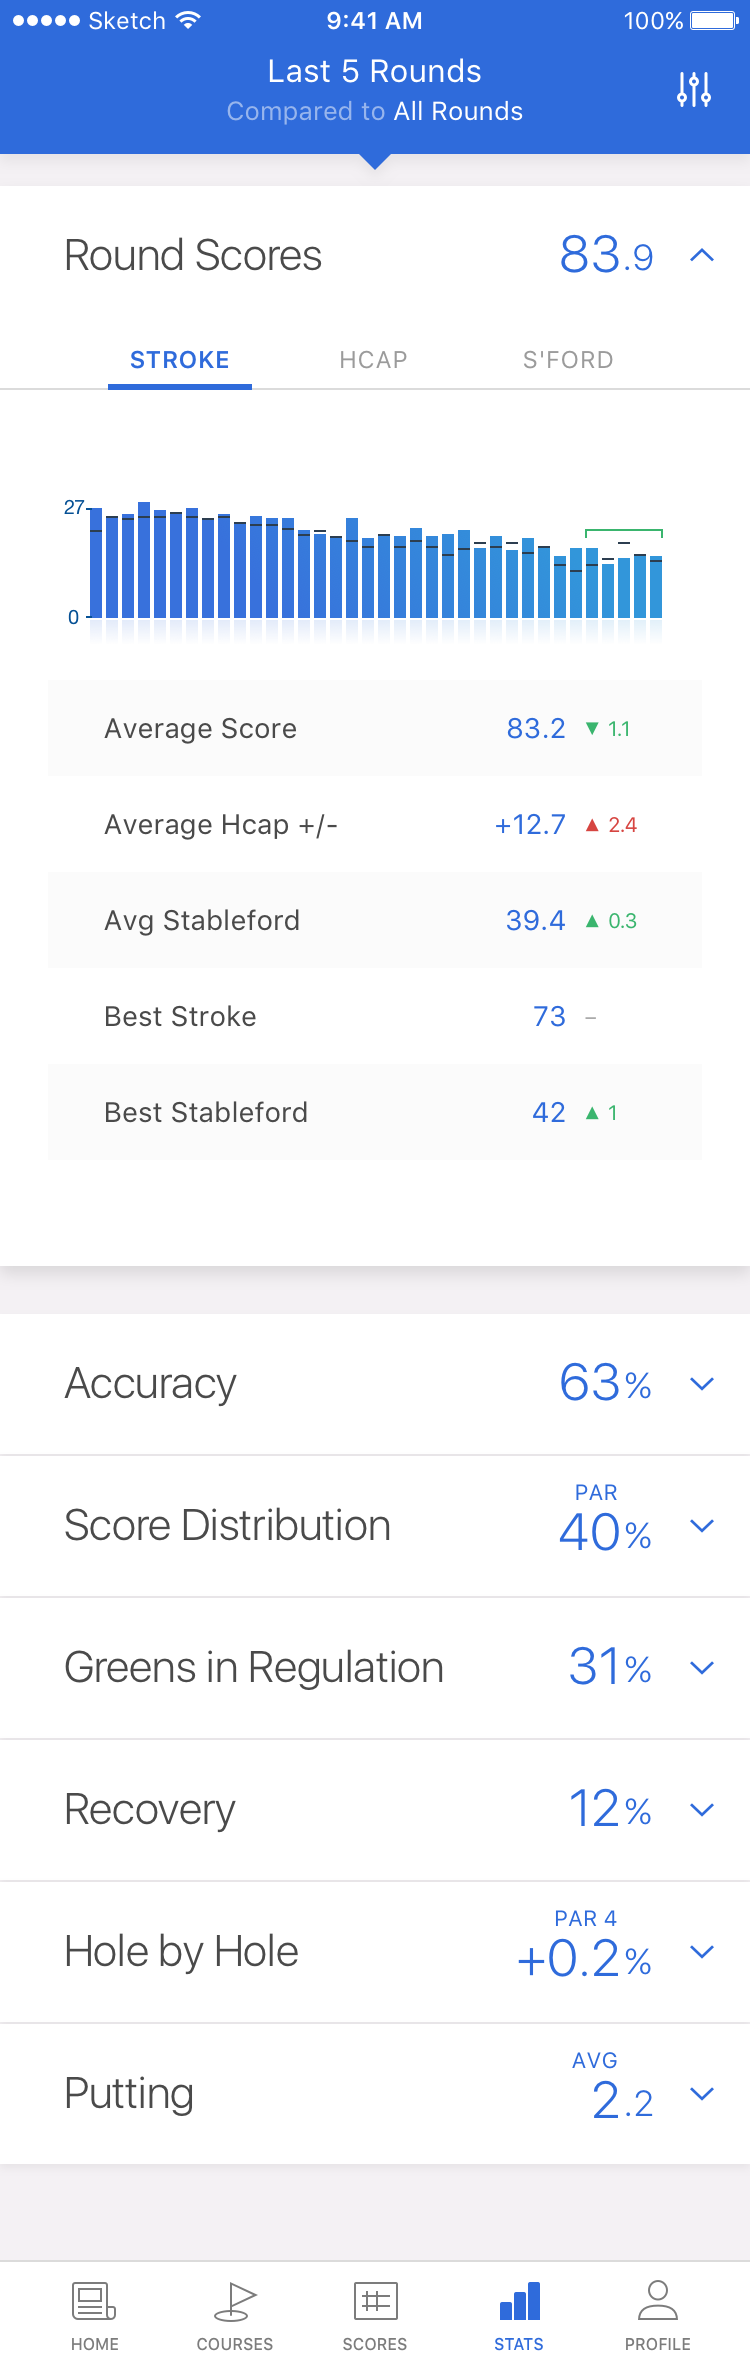 Sketch 9:41 AM 100%
Last 5 Rounds
Compared to All Rounds
Round Scores 83.9
STROKE HCAP S'FORD
27
0
Average Score 83.2 ▼ 1.1
Average Hcap +/- +12.7 ▲ 2.4
Avg Stableford 39.4 ▲ 0.3
Best Stroke 73 –
Best Stableford 42 ▲ 1
Accuracy 63%
PAR
Score Distribution 40%
Greens in Regulation 31%
Recovery 12%
PAR 4
Hole by Hole +0.2%
AVG
Putting 2.2
HOME COURSES SCORES STATS PROFILE